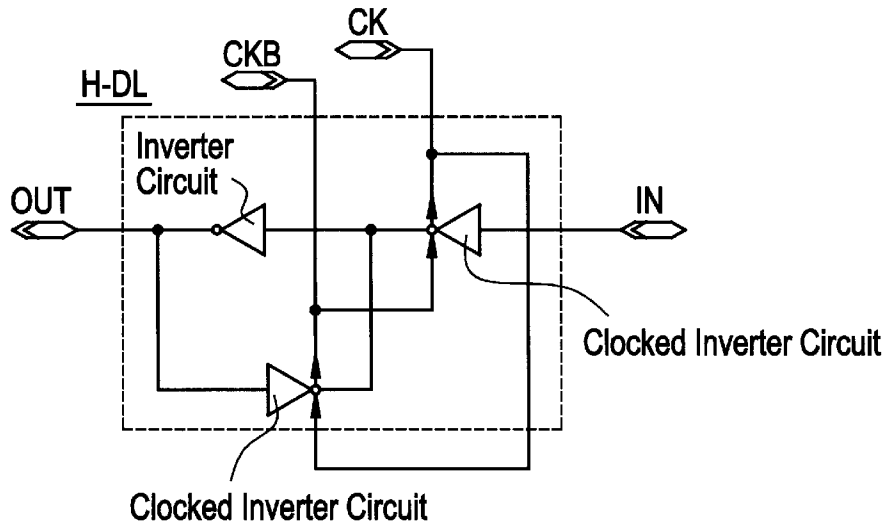 CK
CKB
H-DL
Inverter
Circuit
OUT
IN
Clocked Inverter Circuit
Clocked Inverter Circuit